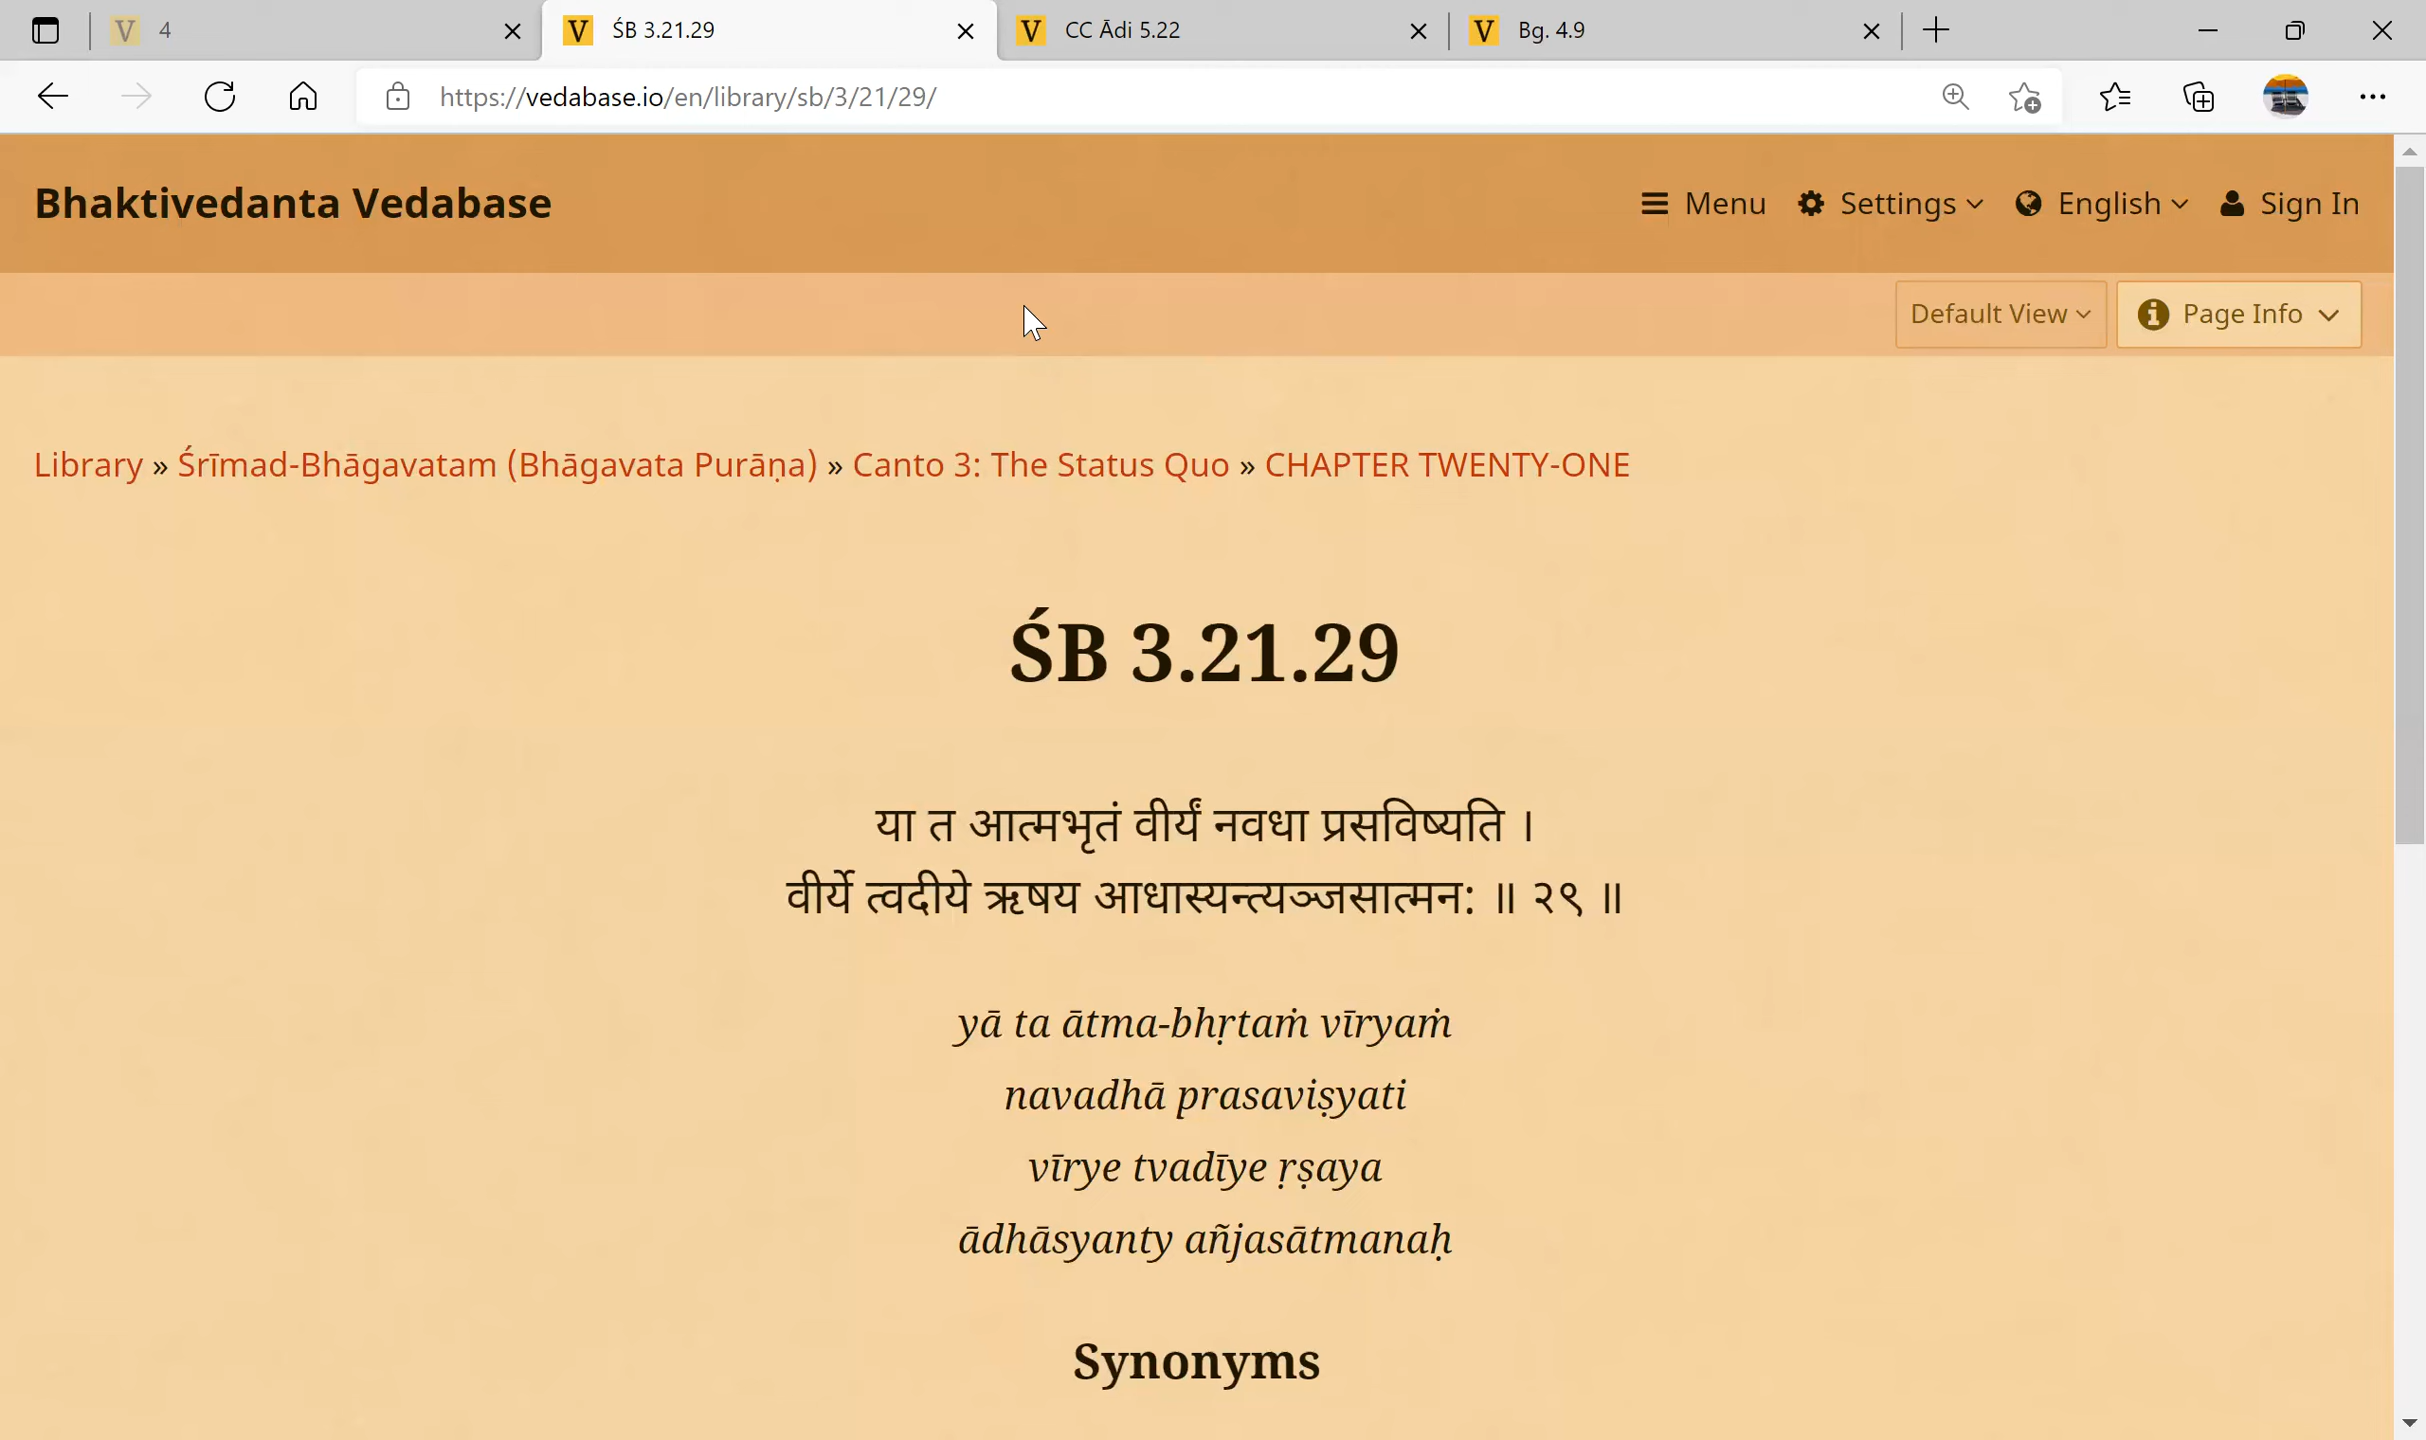 4
ŚB 3.21.29
CC Ādi 5.22
Bg. 4.9
https://vedabase.io/en/library/sb/3/21/29/
Bhaktivedanta Vedabase
Menu
Settings
English
Sign In
Default View
Page Info
Library » Śrīmad-Bhāgavatam (Bhāgavata Purāṇa) » Canto 3: The Status Quo » CHAPTER TWENTY-ONE
ŚB 3.21.29
या त आत्मभृतं वीर्यं नवधा प्रसविष्यति ।
वीर्ये त्वदीये ऋषय आधास्यन्त्यञ्जसात्मन: ॥ २९ ॥
yā ta ātma-bhṛtaṁ vīryaṁ
navadhā prasaviṣyati
vīrye tvadīye ṛṣaya
ādhāsyanty añjasātmanaḥ
Synonyms